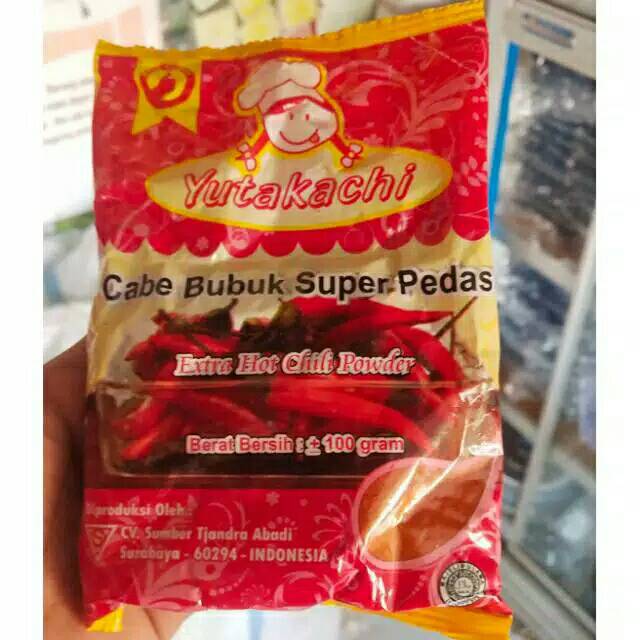 Yutakachi
Cabe Bubuk Super Pedas
Extra Hot Chili Powder
Berat Bersih : ± 100 gram
Diproduksi Oleh:
CV. Sumber Tjandra Abadi
Surabaya - 60294 - INDONESIA